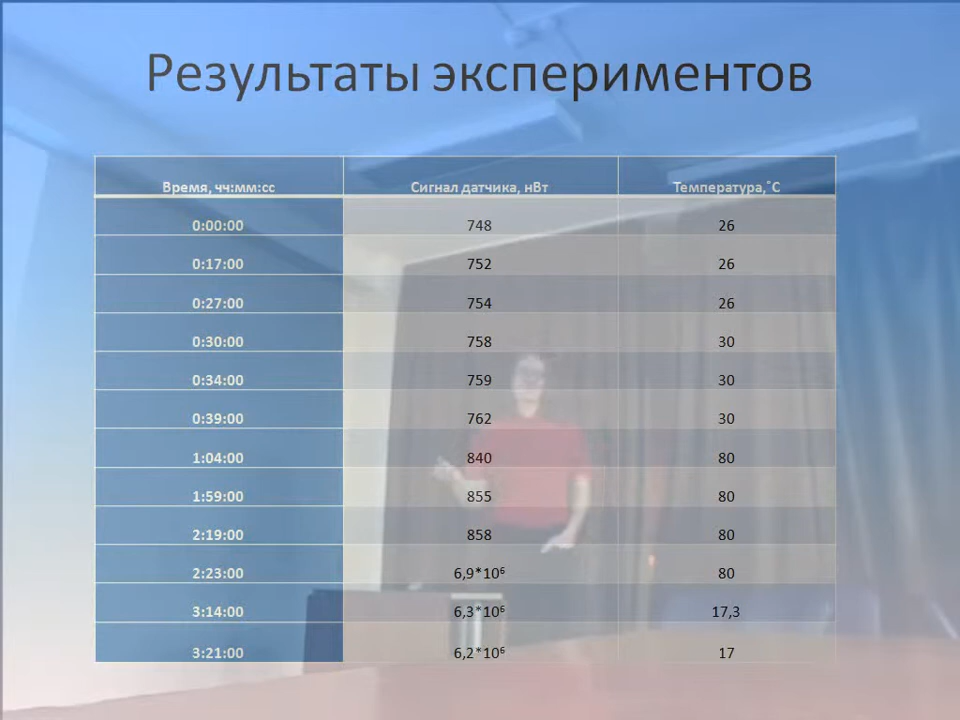 Результаты экспериментов
Время, чч:мм:сс Сигнал датчика, нВт Температура,˚С
0:00:00 748 26
0:17:00 752 26
0:27:00 754 26
0:30:00 758 30
0:34:00 759 30
0:39:00 762 30
1:04:00 840 80
1:59:00 855 80
2:19:00 858 80
2:23:00 6,9*10⁶ 80
3:14:00 6,3*10⁶ 17,3
3:21:00 6,2*10⁶ 17